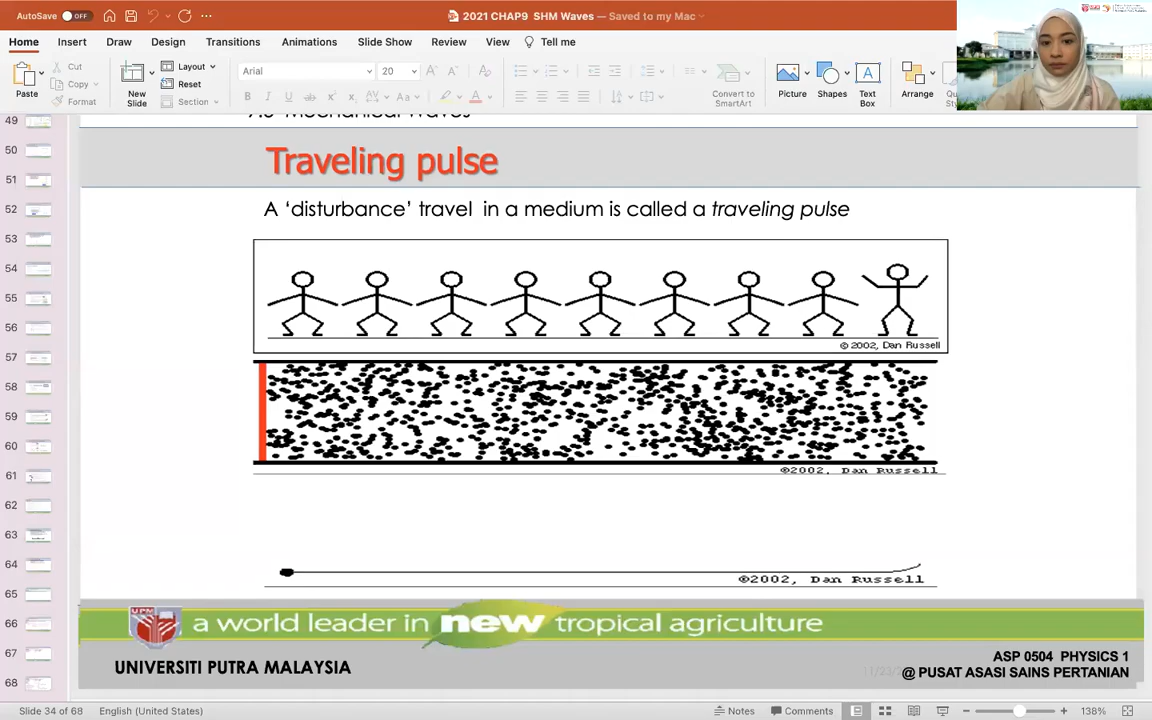 AutoSave OFF
2021 CHAP9 SHM Waves — Saved to my Mac
Home Insert Draw Design Transitions Animations Slide Show Review View Tell me
Paste
Cut
Copy
Format
New Slide
Layout
Reset
Section
Arial 20
Convert to SmartArt
Picture
Shapes
Text Box
Arrange
49
50
51
52
53
54
55
56
57
58
59
60
61
62
63
64
65
66
67
68
Mechanical Waves
Traveling pulse
A ‘disturbance’ travel in a medium is called a traveling pulse
© 2002, Dan Russell
©2002, Dan Russell
©2002, Dan Russell
UPM
a world leader in new tropical agriculture
UNIVERSITI PUTRA MALAYSIA
ASP 0504 PHYSICS 1
@ PUSAT ASASI SAINS PERTANIAN
Slide 34 of 68 English (United States) Notes Comments 138%